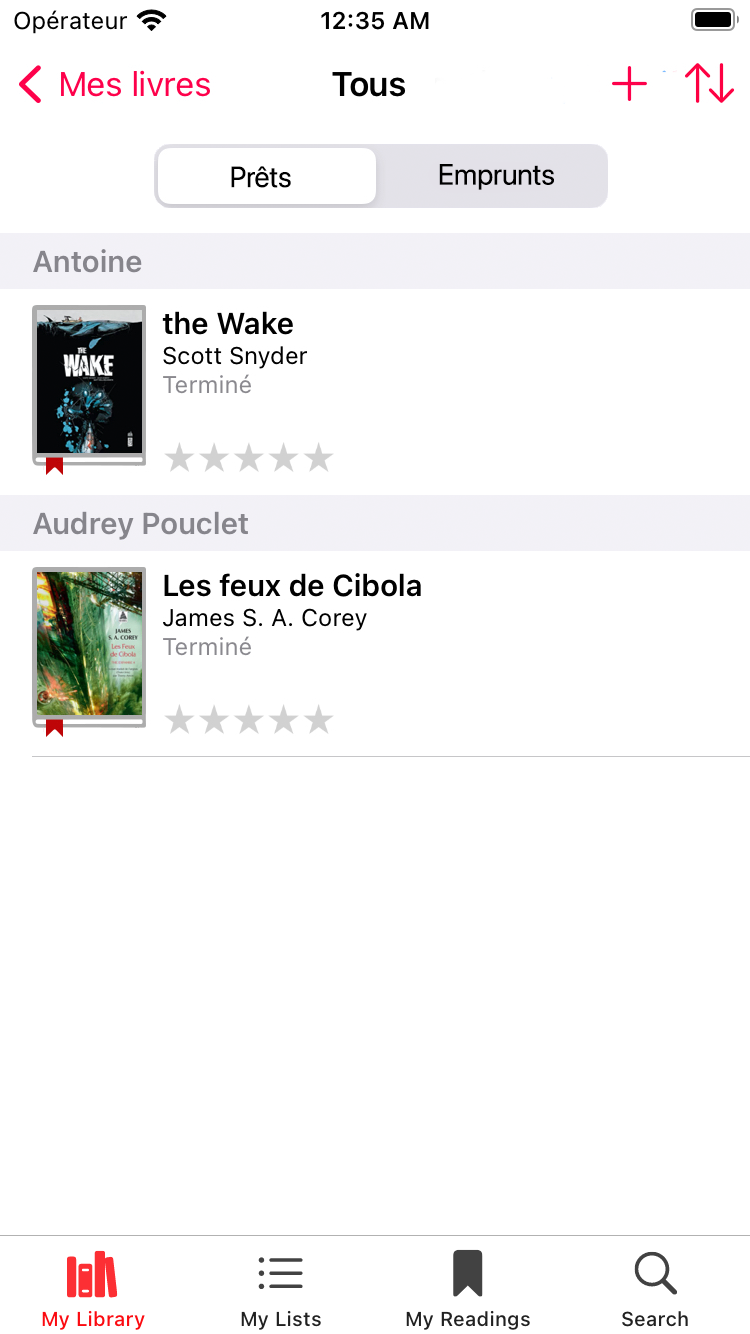 Opérateur 12:35 AM
Mes livres Tous
Prêts Emprunts
Antoine
THE
WAKE
the Wake
Scott Snyder
Terminé
Audrey Pouclet
JAMES
S. A. COREY
Les Feux
de Cibola
Les feux de Cibola
James S. A. Corey
Terminé
My Library My Lists My Readings Search